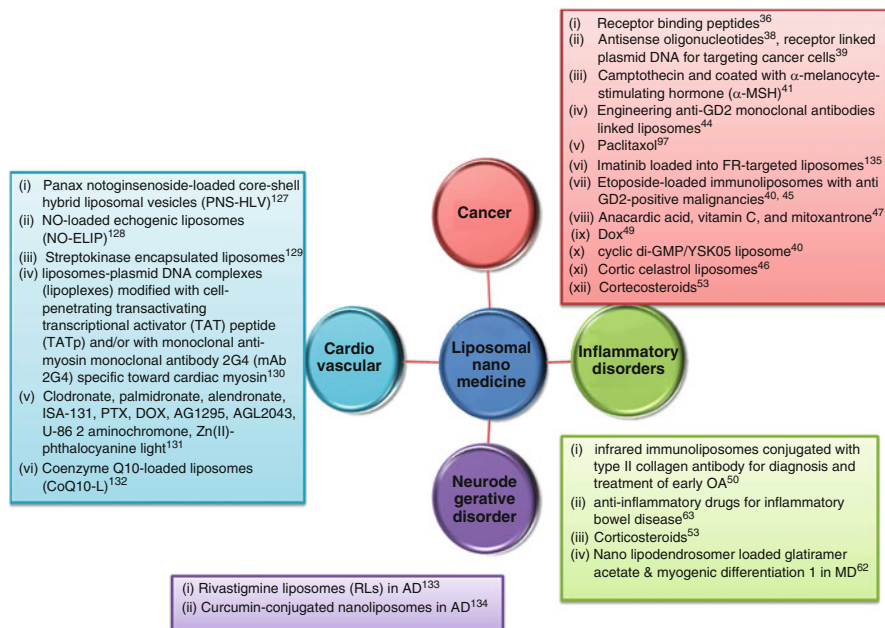 (i) Receptor binding peptides36
(ii) Antisense oligonucleotides38, receptor linked
plasmid DNA for targeting cancer cells39
(iii) Camptothecin and coated with α-melanocyte-
stimulating hormone (α-MSH)41
(iv) Engineering anti-GD2 monoclonal antibodies
linked liposomes44
(v) Paclitaxol97
(vi) Imatinib loaded into FR-targeted liposomes135
(vii) Etoposide-loaded immunoliposomes with anti
GD2-positive malignancies40, 45
(viii) Anacardic acid, vitamin C, and mitoxantrone47
(ix) Dox49
(x) cyclic di-GMP/YSK05 liposome40
(xi) Cortic celastrol liposomes46
(xii) Cortecosteroids53
(i) Panax notoginsenoside-loaded core-shell
hybrid liposomal vesicles (PNS-HLV)127
(ii) NO-loaded echogenic liposomes
(NO-ELIP)128
(iii) Streptokinase encapsulated liposomes129
(iv) liposomes-plasmid DNA complexes
(lipoplexes) modified with cell-
penetrating transactivating
transcriptional activator (TAT) peptide
(TATp) and/or with monoclonal anti-
myosin monoclonal antibody 2G4 (mAb
2G4) specific toward cardiac myosin130
(v) Clodronate, palmidronate, alendronate,
ISA-131, PTX, DOX, AG1295, AGL2043,
U-86 2 aminochromone, Zn(II)-
phthalocyanine light131
(vi) Coenzyme Q10-loaded liposomes
(CoQ10-L)132
Cancer
Cardio
vascular
Liposomal
nano
medicine
Inflammatory
disorders
Neurode
gerative
disorder
(i) infrared immunoliposomes conjugated with
type II collagen antibody for diagnosis and
treatment of early OA50
(ii) anti-inflammatory drugs for inflammatory
bowel disease63
(iii) Corticosteroids53
(iv) Nano lipodendrosomer loaded glatiramer
acetate & myogenic differentiation 1 in MD62
(i) Rivastigmine liposomes (RLs) in AD133
(ii) Curcumin-conjugated nanoliposomes in AD134